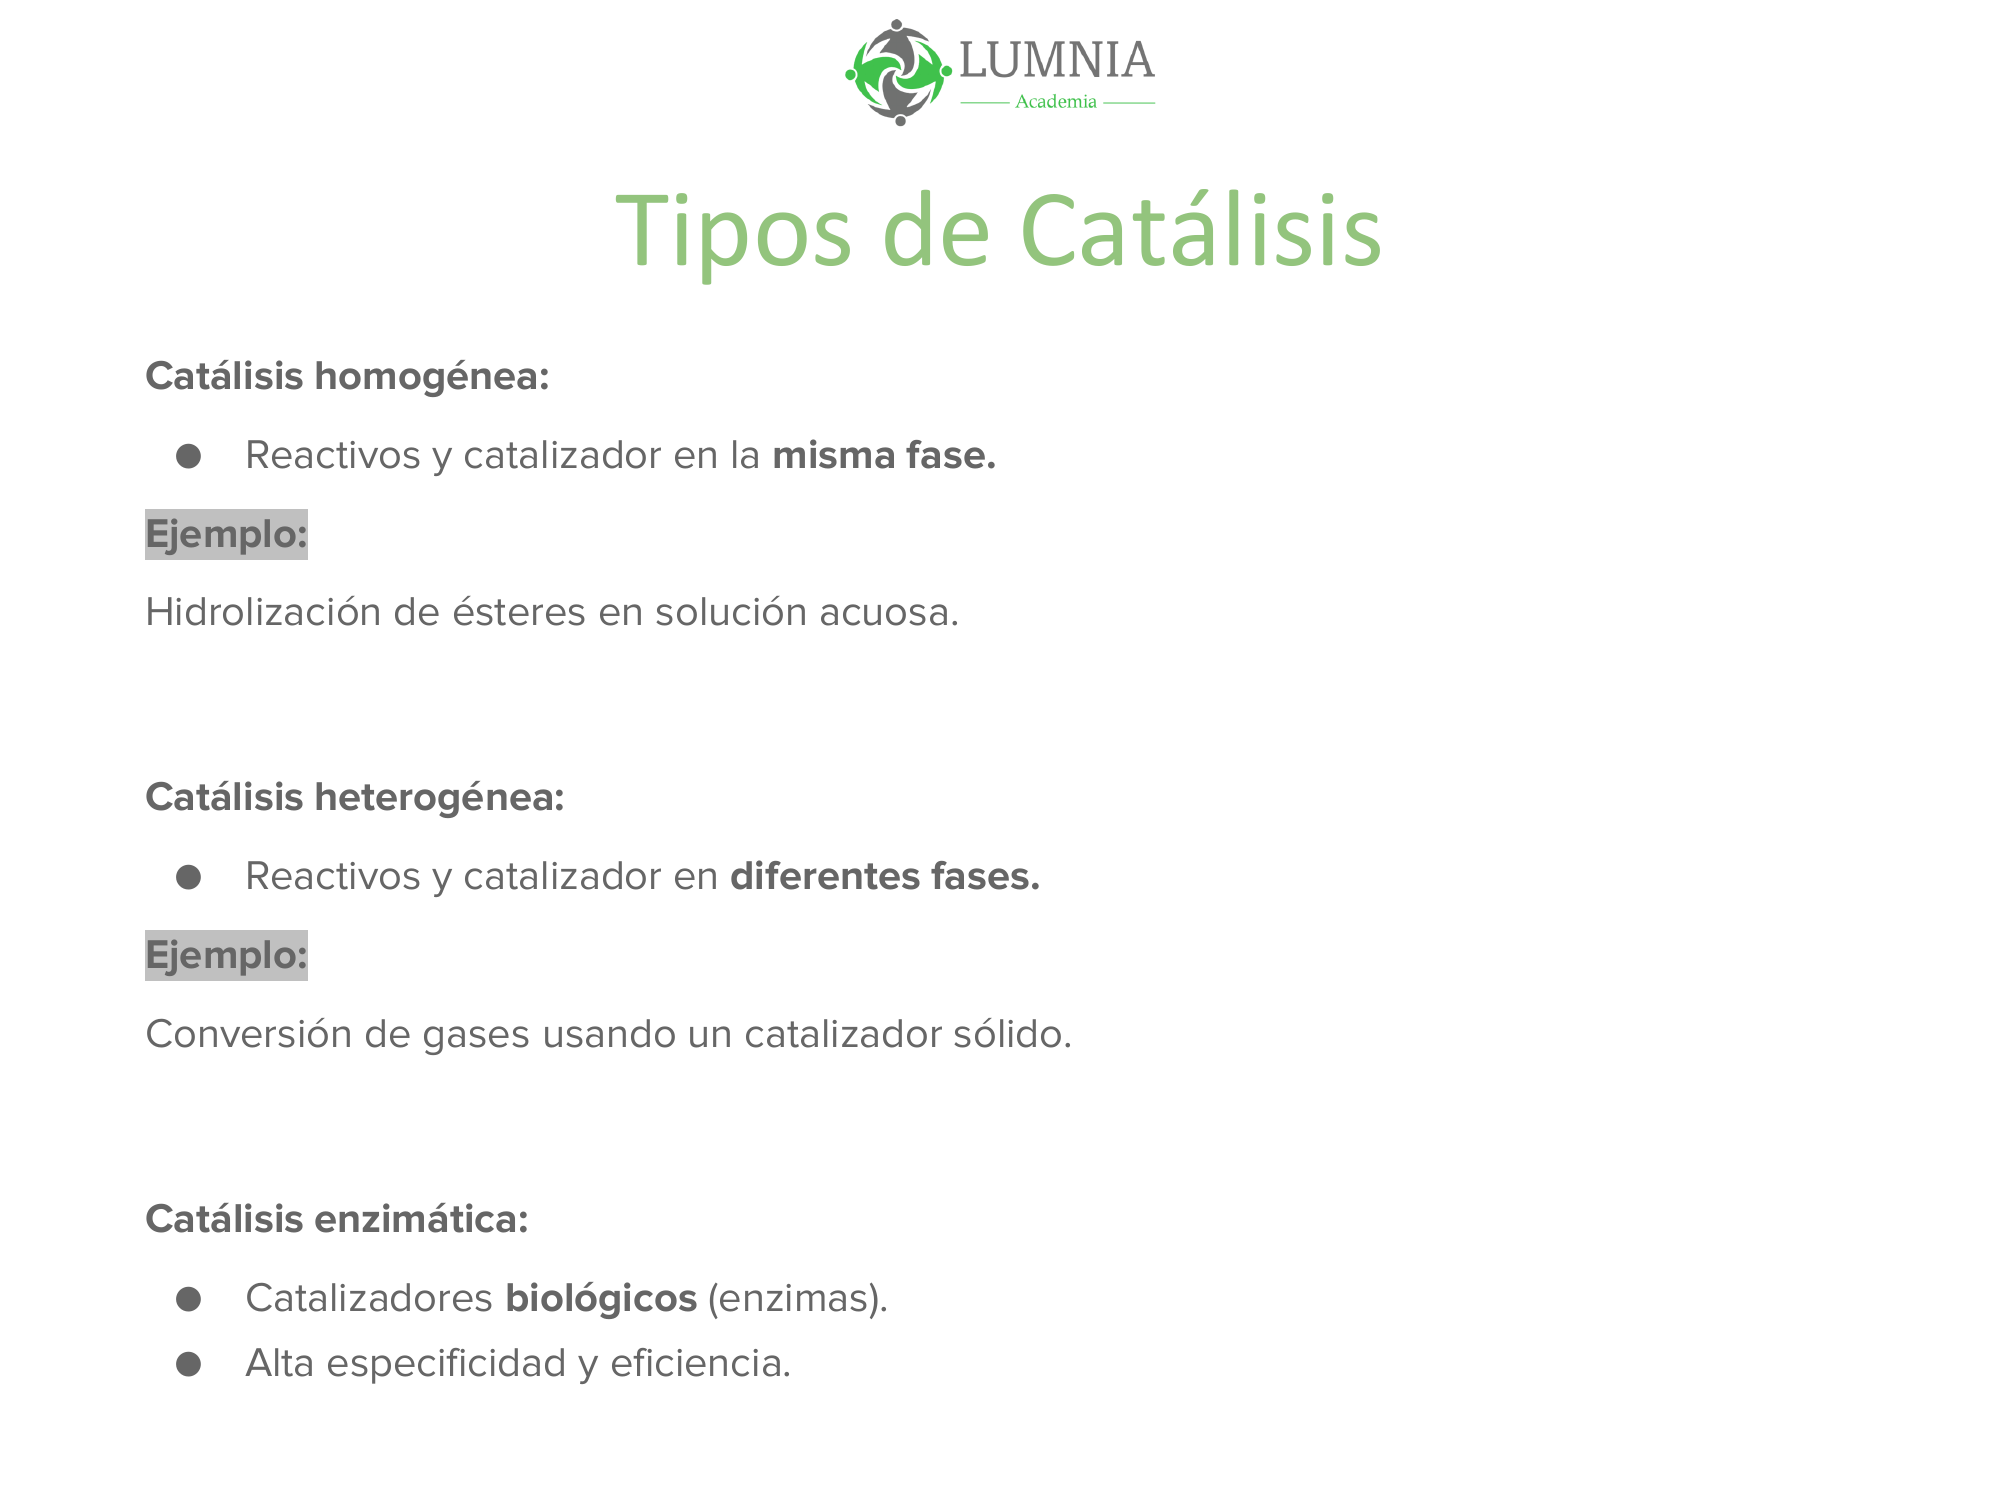 LUMNIA
Academia
Tipos de Catálisis
Catálisis homogénea:
● Reactivos y catalizador en la misma fase.
Ejemplo:
Hidrolización de ésteres en solución acuosa.
Catálisis heterogénea:
● Reactivos y catalizador en diferentes fases.
Ejemplo:
Conversión de gases usando un catalizador sólido.
Catálisis enzimática:
● Catalizadores biológicos (enzimas).
● Alta especificidad y eficiencia.